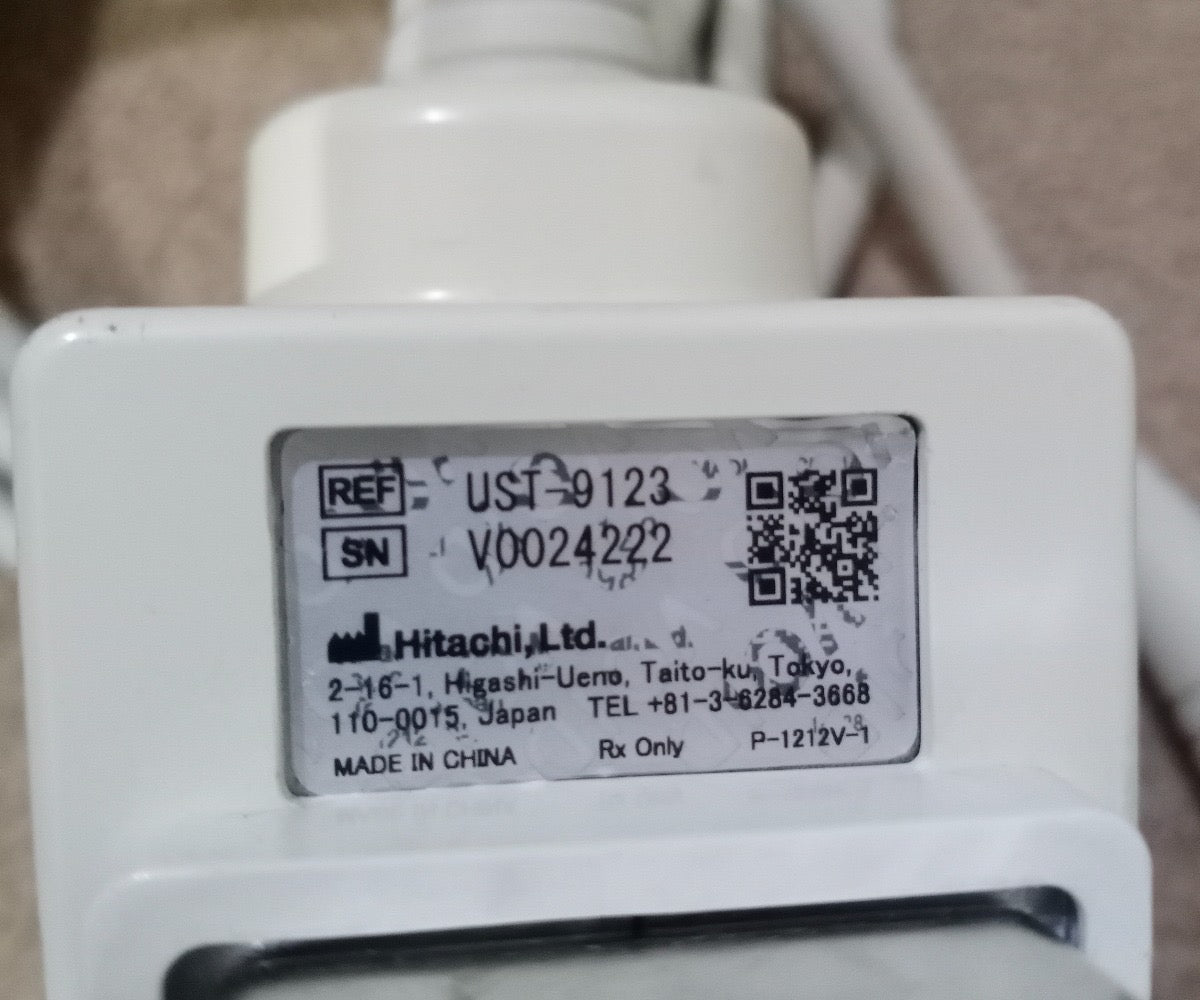 REF UST-9123
SN V0024222
Hitachi,Ltd.
2-16-1, Higashi-Ueno, Taito-ku, Tokyo,
110-0015, Japan TEL +81-3-6284-3668
MADE IN CHINA Rx Only P-1212V-1